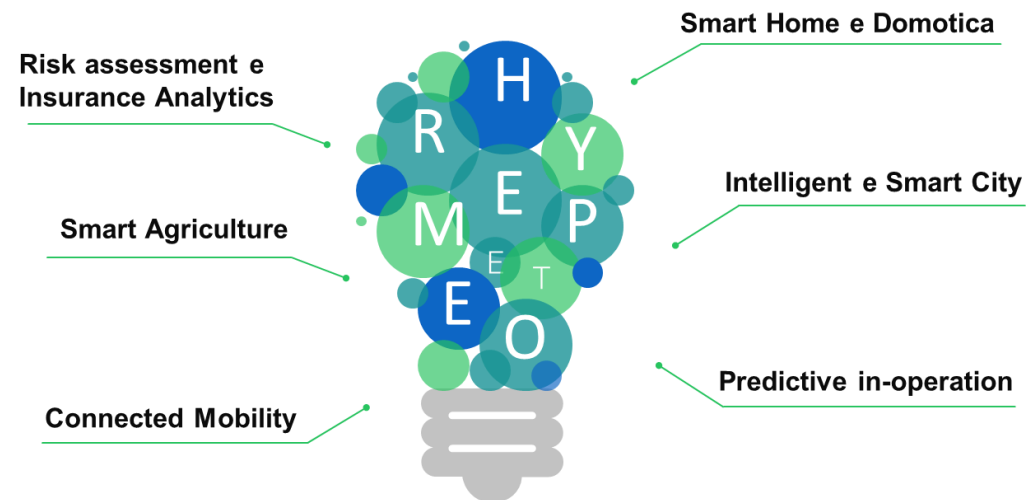 Smart Home e Domotica
Risk assessment e
Insurance Analytics
H
R
Y
E
Intelligent e Smart City
Smart Agriculture
M
P
E
T
E
O
Predictive in-operation
Connected Mobility